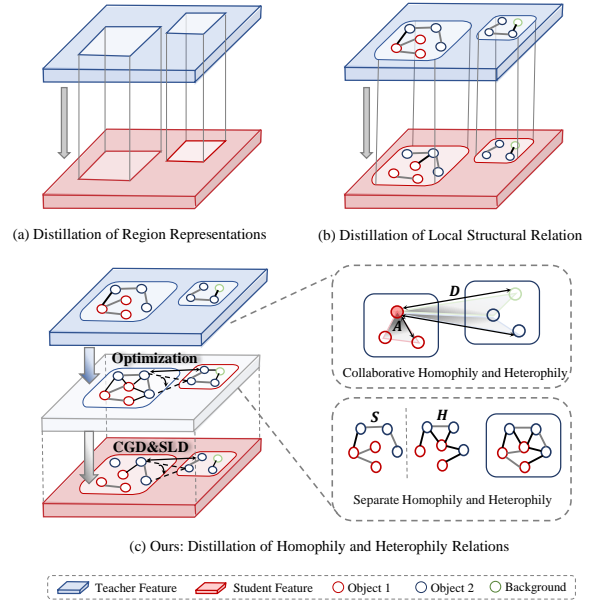 (a) Distillation of Region Representations
(b) Distillation of Local Structural Relation
D
A
Collaborative Homophily and Heterophily
Optimization
CGD&SLD
S
H
Separate Homophily and Heterophily
(c) Ours: Distillation of Homophily and Heterophily Relations
Teacher Feature Student Feature Object 1 Object 2 Background